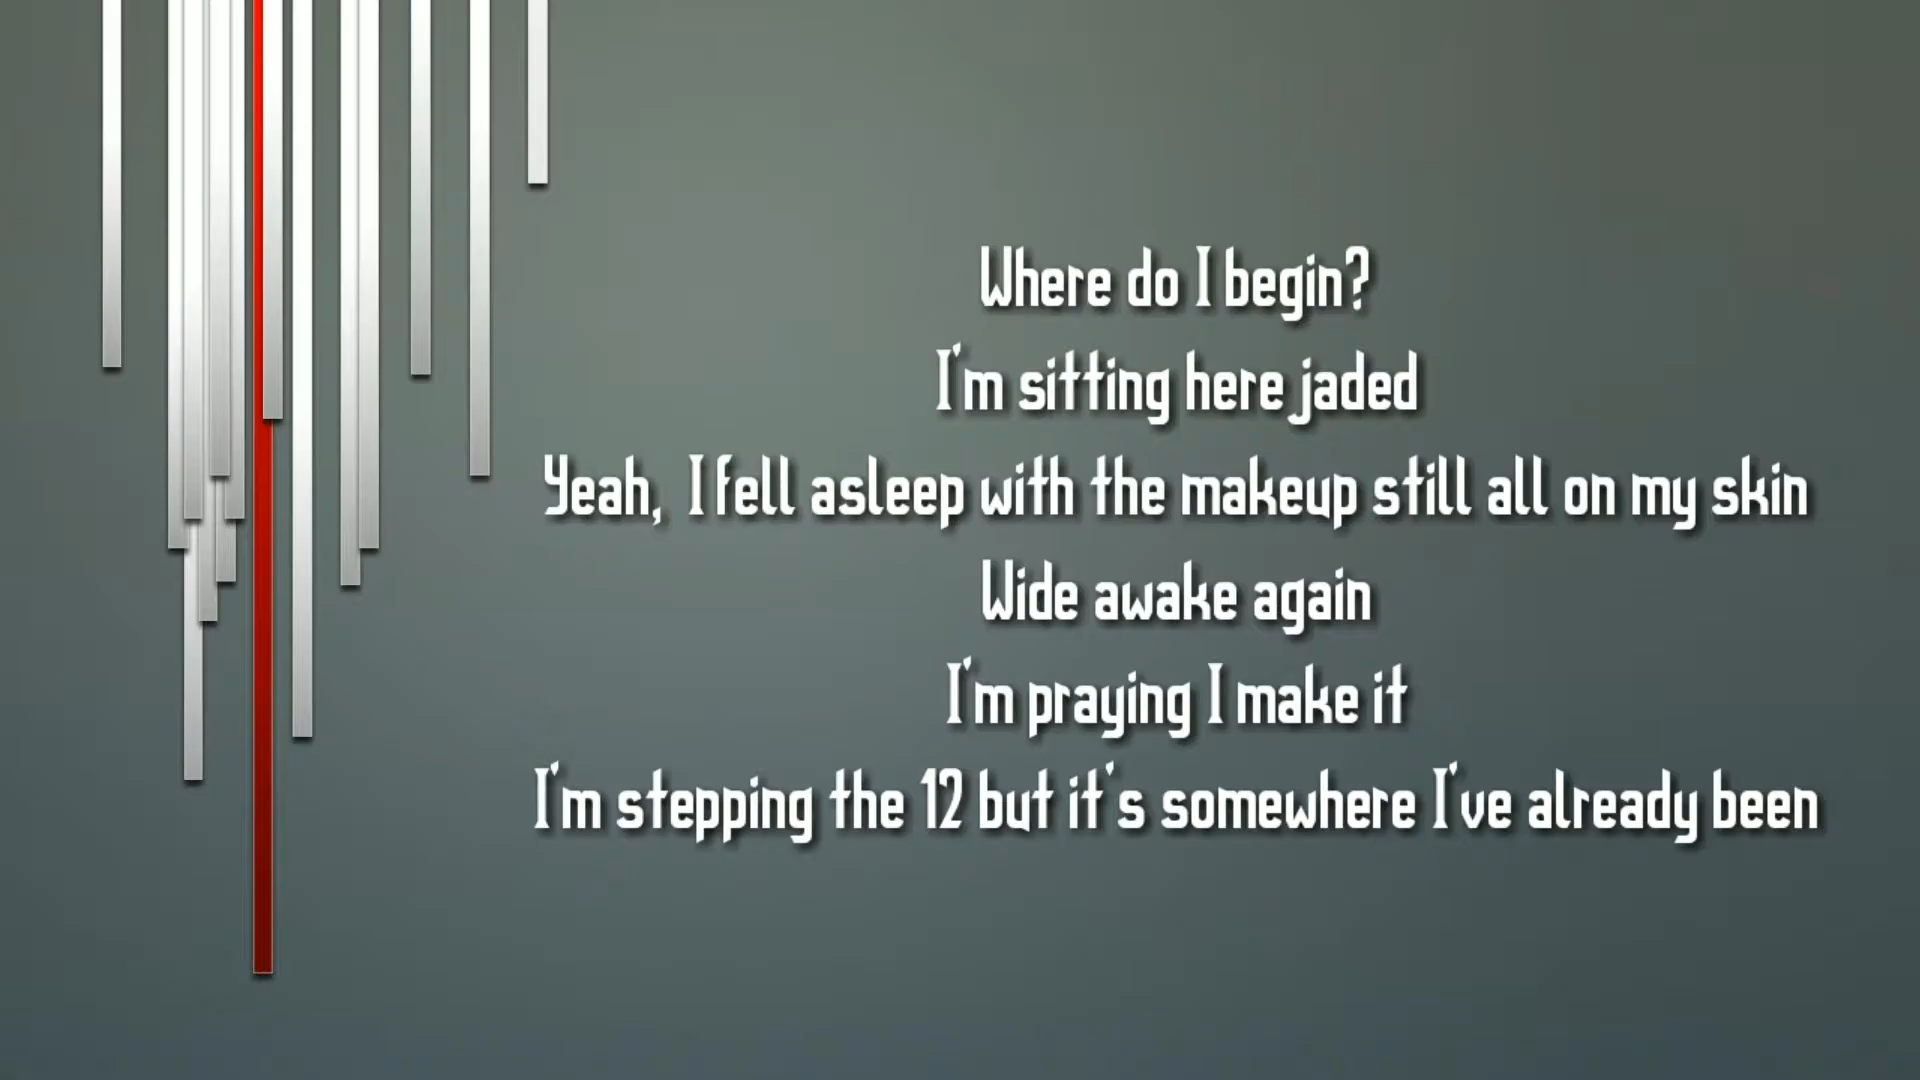 Where do I begin?
I'm sitting here jaded
Yeah, I fell asleep with the makeup still all on my skin
Wide awake again
I'm praying I make it
I'm stepping the 12 but it's somewhere I've already been